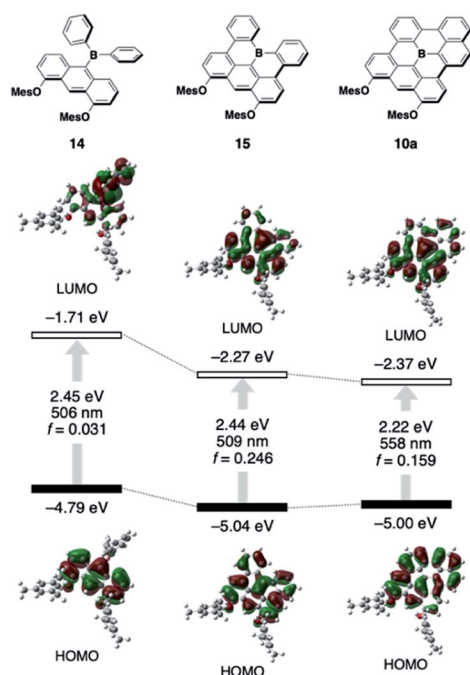 B
MesO
MesO
14
B
MesO
MesO
15
B
MesO
MesO
10a
LUMO
−1.71 eV
LUMO
−2.27 eV
LUMO
−2.37 eV
2.45 eV
506 nm
f = 0.031
2.44 eV
509 nm
f = 0.246
2.22 eV
558 nm
f = 0.159
−4.79 eV
−5.04 eV
−5.00 eV
HOMO
HOMO
HOMO